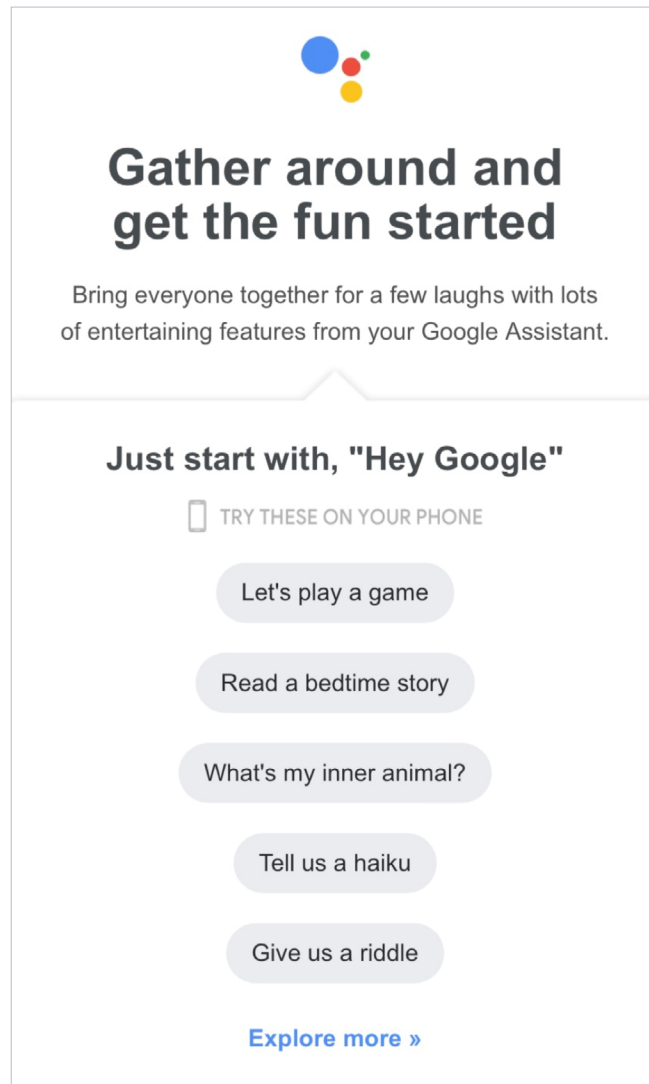 Gather around and
get the fun started
Bring everyone together for a few laughs with lots
of entertaining features from your Google Assistant.
Just start with, "Hey Google"
TRY THESE ON YOUR PHONE
Let's play a game
Read a bedtime story
What's my inner animal?
Tell us a haiku
Give us a riddle
Explore more »